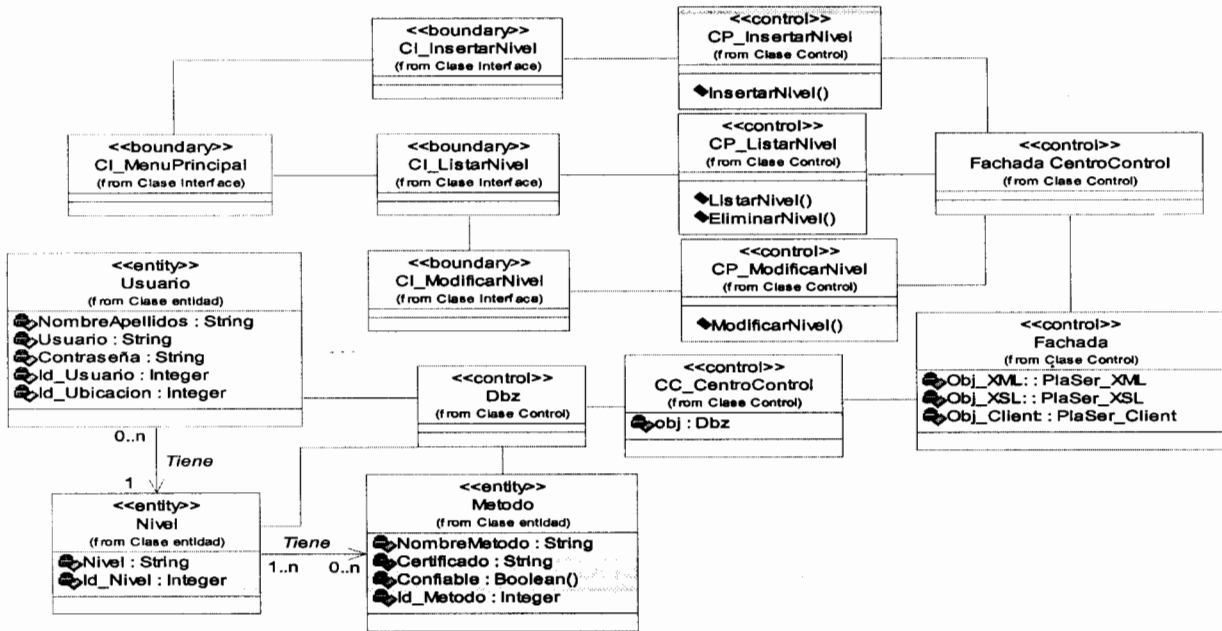 <<boundary>>
CI_InsertarNivel
(from Clase Interface)
<<control>>
CP_InsertarNivel
(from Clase Control)
InsertarNivel()
<<boundary>>
CI_MenuPrincipal
(from Clase Interface)
<<boundary>>
CI_ListarNivel
(from Clase Interface)
<<control>>
CP_ListarNivel
(from Clase Control)
ListarNivel()
EliminarNivel()
<<control>>
Fachada CentroControl
(from Clase Control)
<<boundary>>
CI_ModificarNivel
(from Clase Interface)
<<control>>
CP_ModificarNivel
(from Clase Control)
ModificarNivel()
<<entity>>
Usuario
(from Clase entidad)
NombreApellidos : String
Usuario : String
Contraseña : String
Id_Usuario : Integer
Id_Ubicacion : Integer
<<control>>
Dbz
(from Clase Control)
<<control>>
CC_CentroControl
(from Clase Control)
obj : Dbz
<<control>>
Fachada
(from Clase Control)
Obj_XML: : PlaSer_XML
Obj_XSL: : PlaSer_XSL
Obj_Client: : PlaSer_Client
0..n
Tiene
1
<<entity>>
Nivel
(from Clase entidad)
Nivel : String
Id_Nivel : Integer
Tiene
1..n
0..n
<<entity>>
Metodo
(from Clase entidad)
NombreMetodo : String
Certificado : String
Confiable : Boolean()
Id_Metodo : Integer